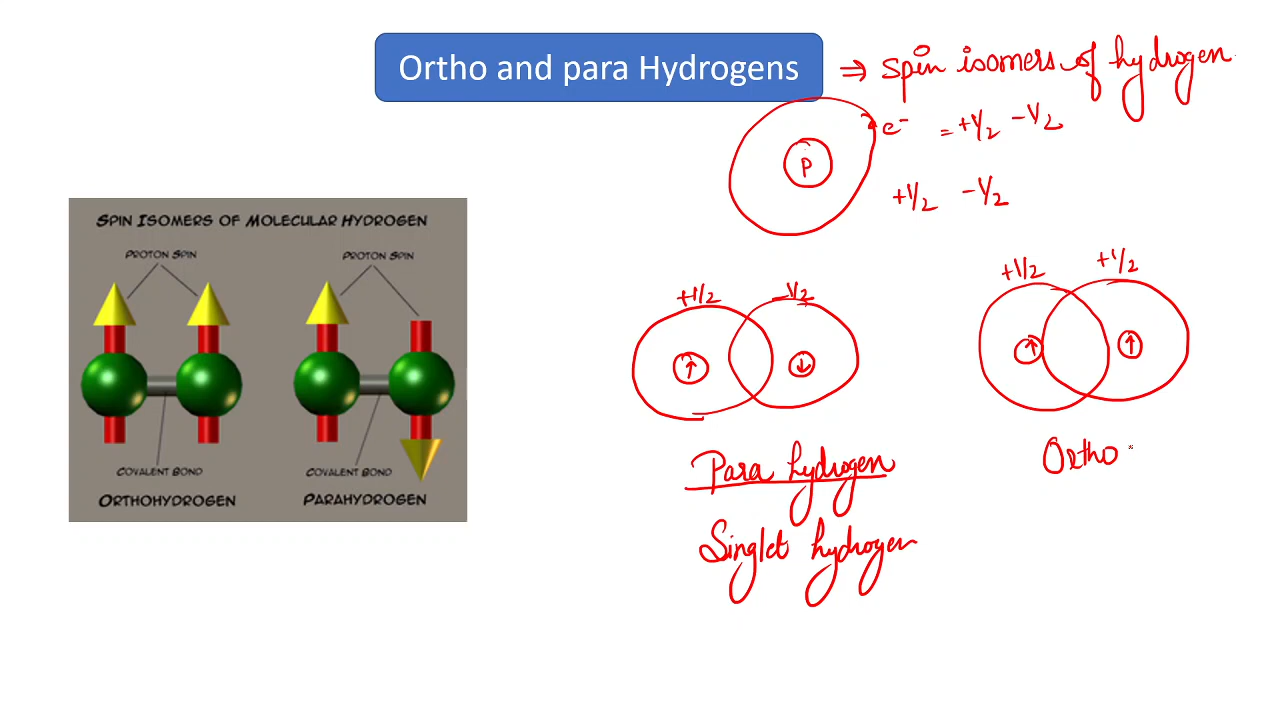 Ortho and para Hydrogens
⇒ Spin isomers of hydrogen
e⁻ = +1/2 -1/2
P
+1/2 -1/2
SPIN ISOMERS OF MOLECULAR HYDROGEN
PROTON SPIN
PROTON SPIN
COVALENT BOND
COVALENT BOND
ORTHOHYDROGEN
PARAHYDROGEN
+1/2 -1/2
↑ ↓
Para hydrogen
Singlet hydrogen
+1/2 +1/2
↑ ↑
Ortho